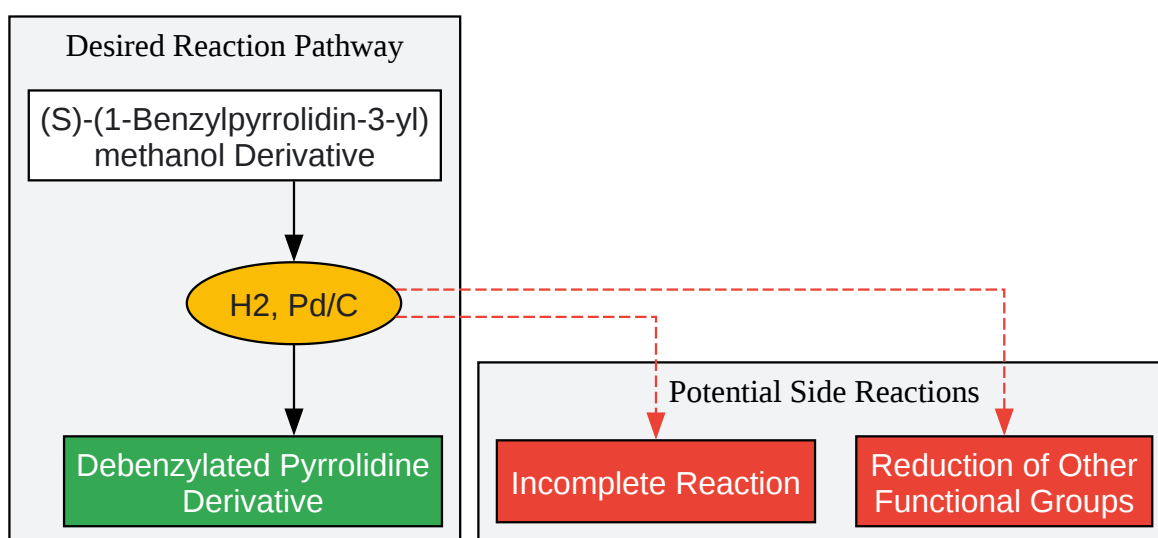 Desired Reaction Pathway
(S)-(1-Benzylpyrrolidin-3-yl)
methanol Derivative
H2, Pd/C
Debenzylated Pyrrolidine
Derivative
Potential Side Reactions
Incomplete Reaction
Reduction of Other
Functional Groups